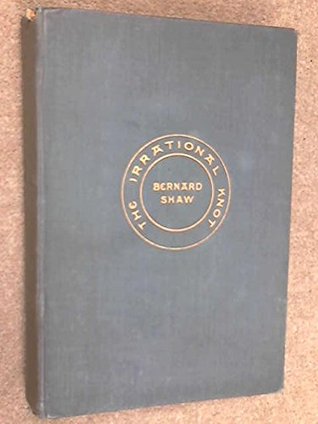 THE IRRATIONAL KNOT
BERNARD
SHAW